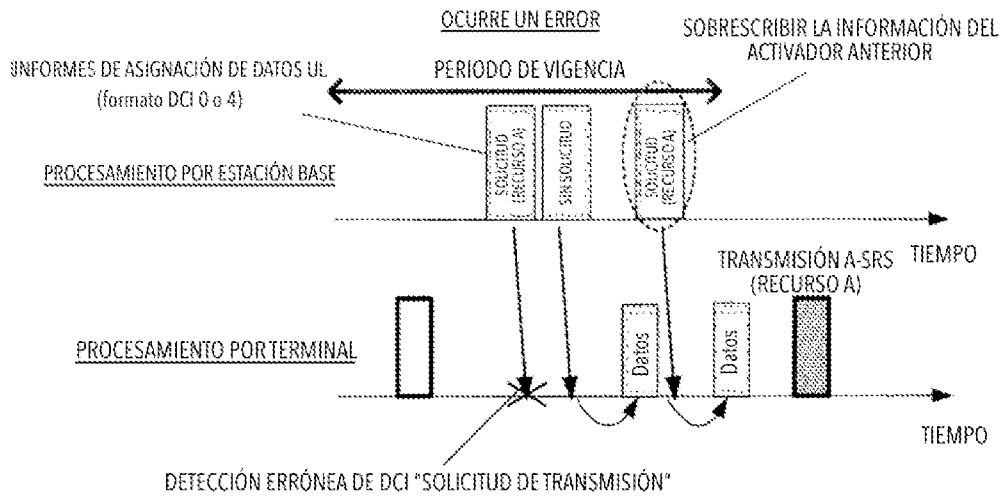 OCURRE UN ERROR
SOBRESCRIBIR LA INFORMACIÓN DEL
ACTIVADOR ANTERIOR
IINFORMES DE ASIGNACIÓN DE DATOS UL
(formato DCI 0 o 4)
PERIODO DE VIGENCIA
SOLICITUD
(RECURSO A)
SIN SOLICITUD
SOLICITUD
(RECURSO A)
PROCESAMIENTO POR ESTACIÓN BASE
TIEMPO
TRANSMISIÓN A-SRS
(RECURSO A)
PROCESAMIENTO POR TERMINAL
Datos
Datos
TIEMPO
DETECCIÓN ERRÓNEA DE DCI "SOLICITUD DE TRANSMISIÓN"